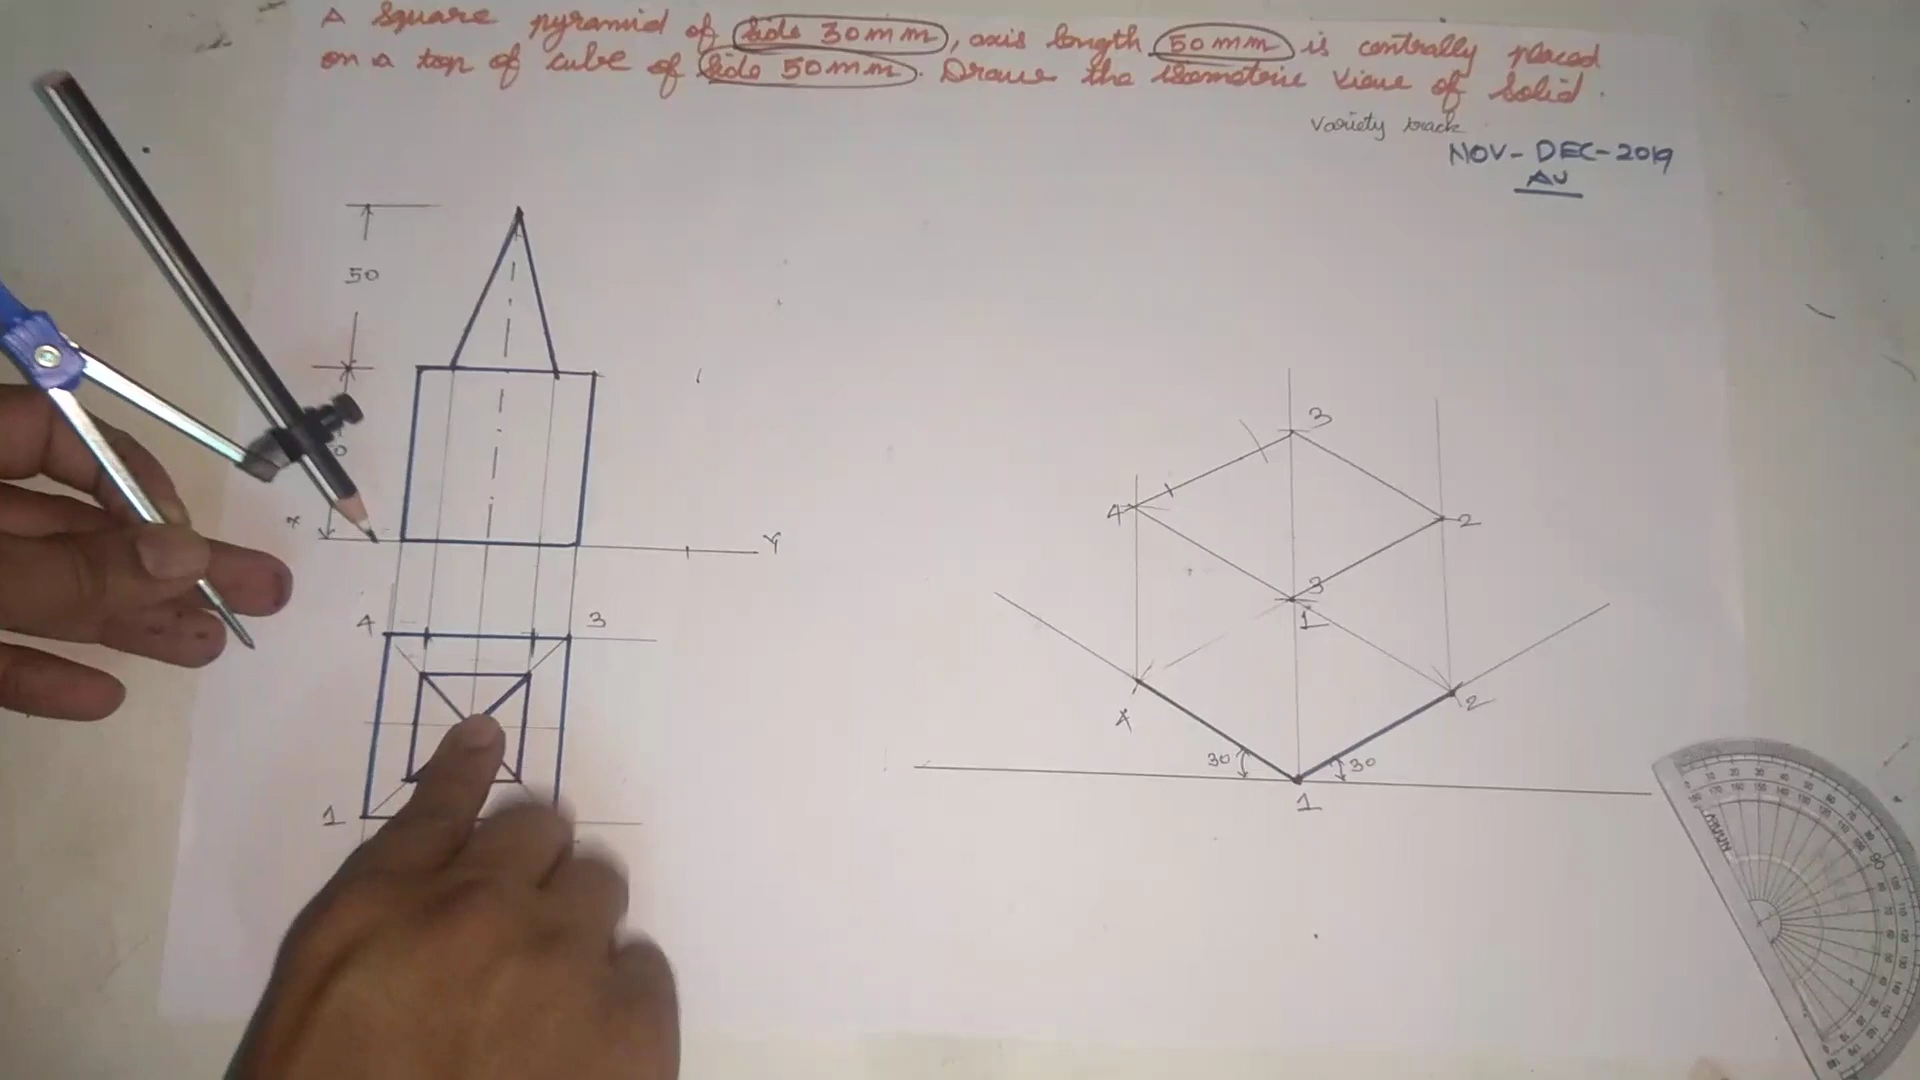 A square pyramid of side 30mm, axis length 50mm is centrally placed
on a top of cube of side 50mm. Draw the isometric view of solid.
Variety track
NOV-DEC-2019
AU
50
0
x
Y
4
3
1
3
4
2
3
1
4
2
30
30
1